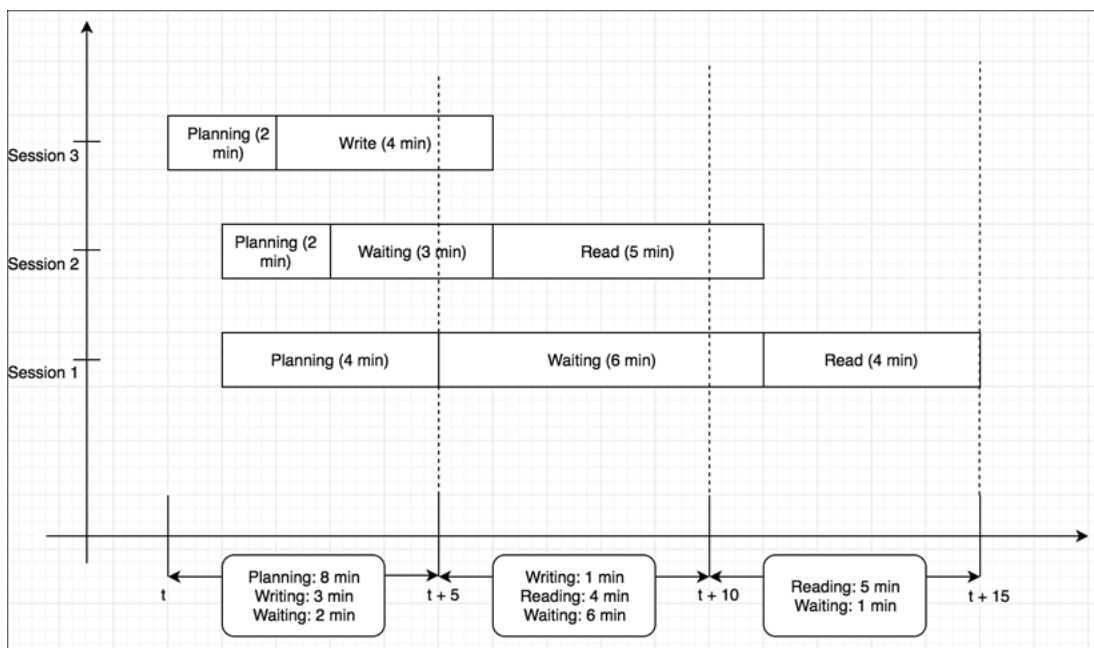 Session 3
Planning (2
min)
Write (4 min)
Session 2
Planning (2
min)
Waiting (3 min)
Read (5 min)
Session 1
Planning (4 min)
Waiting (6 min)
Read (4 min)
t
Planning: 8 min
Writing: 3 min
Waiting: 2 min
t + 5
Writing: 1 min
Reading: 4 min
Waiting: 6 min
t + 10
Reading: 5 min
Waiting: 1 min
t + 15